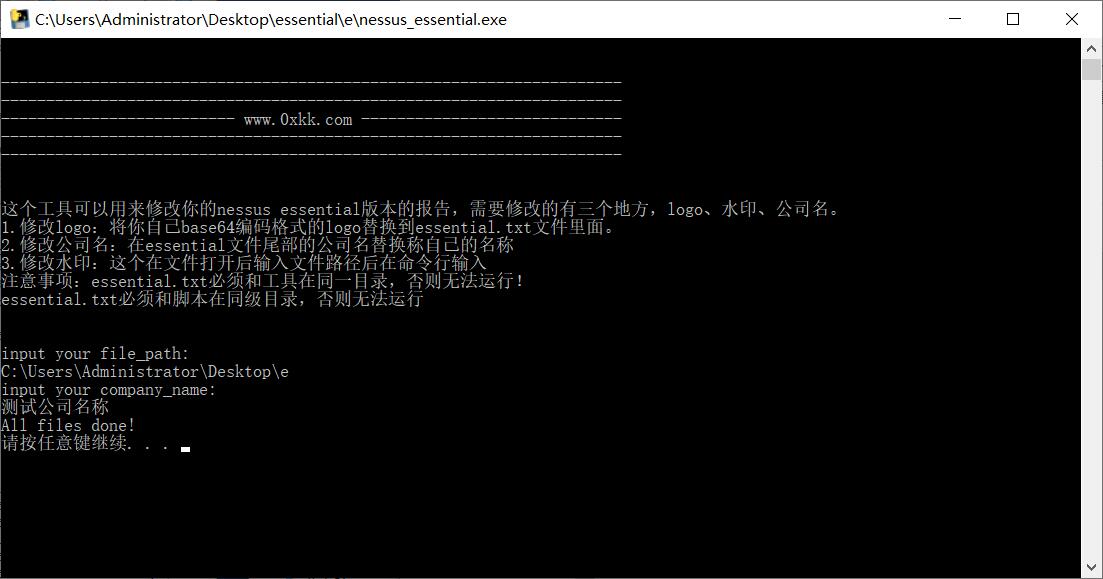 C:\Users\Administrator\Desktop\essential\e\nessus_essential.exe
---------------------------------------------------------------------
---------------------------------------------------------------------
-------------------------- www.0xkk.com -----------------------------
---------------------------------------------------------------------
---------------------------------------------------------------------
这个工具可以用来修改你的nessus essential版本的报告，需要修改的有三个地方，logo、水印、公司名。
1.修改logo：将你自己base64编码格式的logo替换到essential.txt文件里面。
2.修改公司名：在essential文件尾部的公司名替换称自己的名称
3.修改水印：这个在文件打开后输入文件路径后在命令行输入
注意事项：essential.txt必须和工具在同一目录，否则无法运行！
essential.txt必须和脚本在同级目录，否则无法运行
input your file_path:
C:\Users\Administrator\Desktop\e
input your company_name:
测试公司名称
All files done!
请按任意键继续. . .